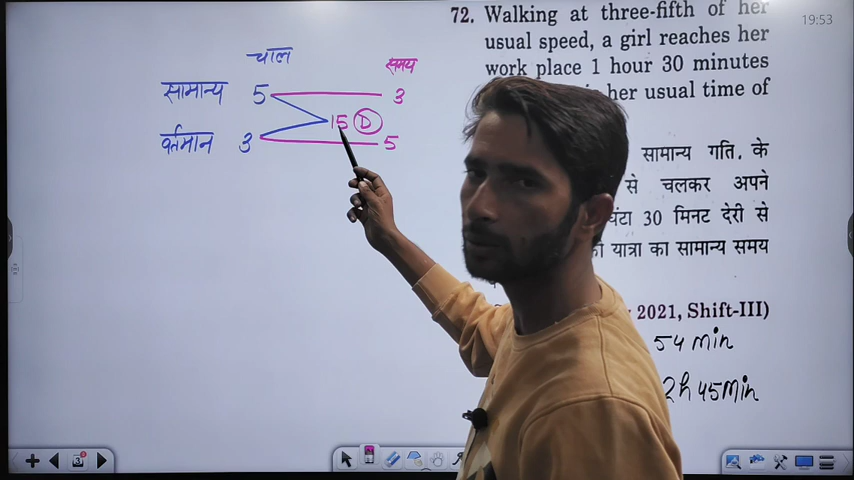 19:53
72. Walking at three-fifth of her
usual speed, a girl reaches her
work place 1 hour 30 minutes
her usual time of
चाल
समय
सामान्य 5 3
15 D
वर्तमान 3 5
सामान्य गति. के
से चलकर अपने
घंटा 30 मिनट देरी से
की यात्रा का सामान्य समय
2021, Shift-III)
54 min
2h 45min